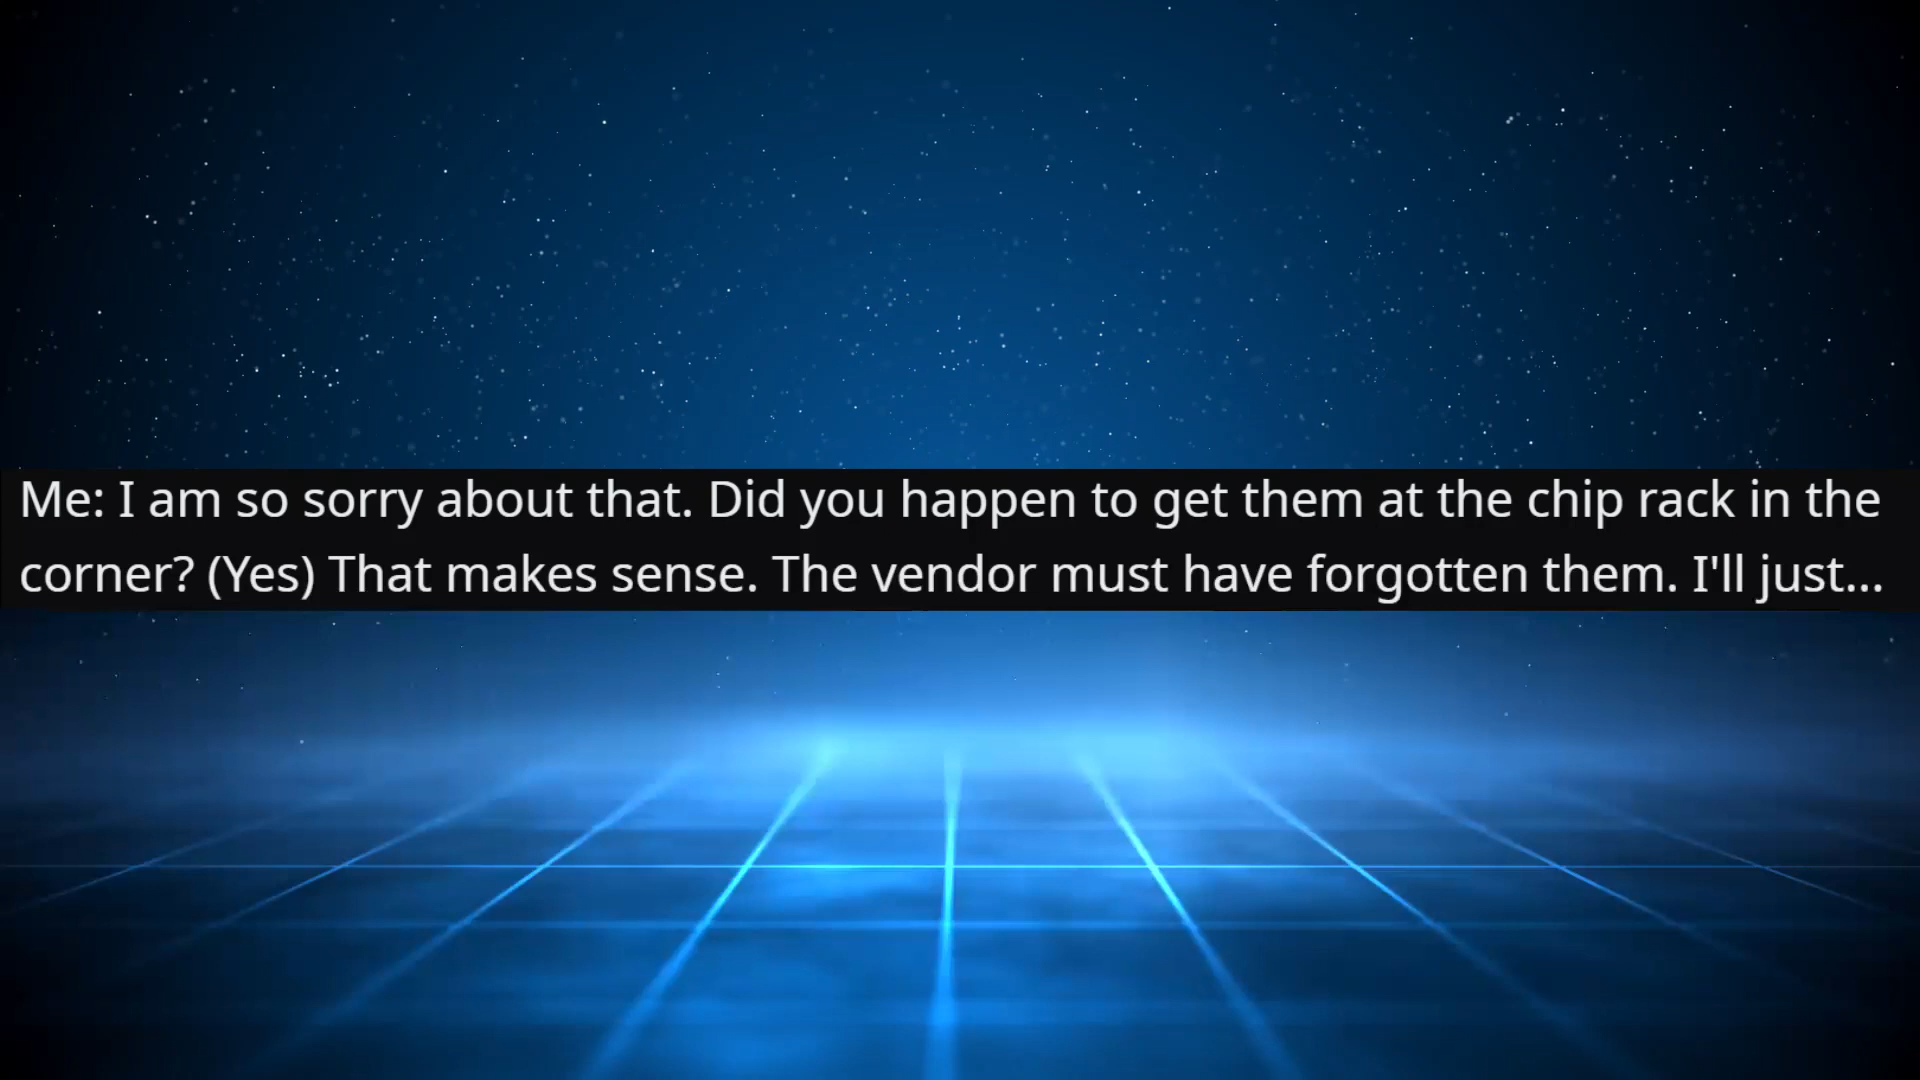 Me: I am so sorry about that. Did you happen to get them at the chip rack in the
corner? (Yes) That makes sense. The vendor must have forgotten them. I'll just...